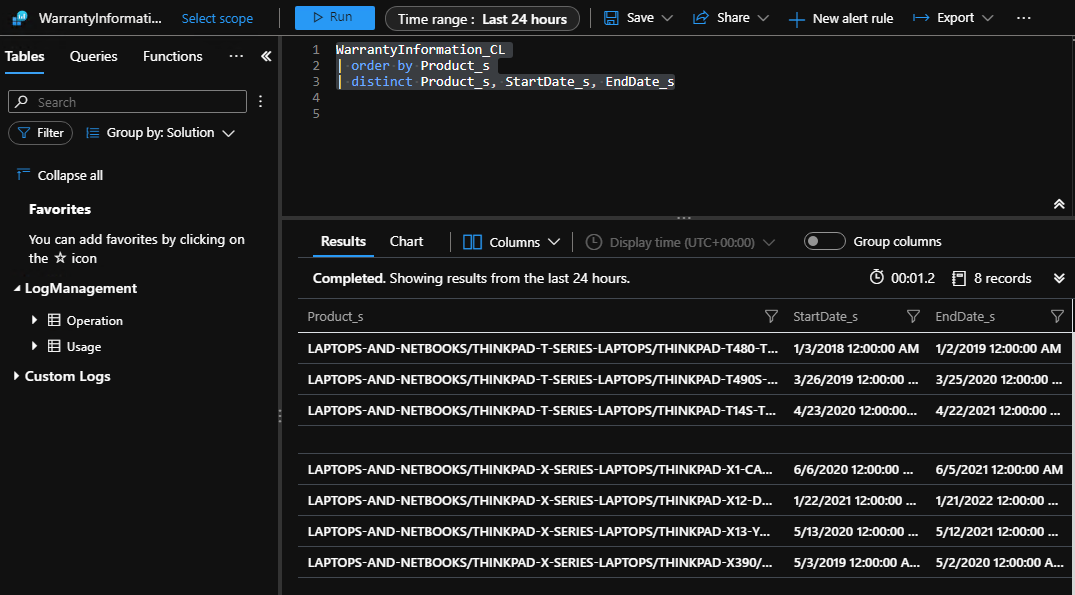 WarrantyInformati...
Select scope
Run
Time range : Last 24 hours
Save
Share
New alert rule
Export
...
Tables
Queries
Functions
...
Search
Filter
Group by: Solution
Collapse all
Favorites
You can add favorites by clicking on
the ☆ icon
LogManagement
Operation
Usage
Custom Logs
1 WarrantyInformation_CL
2 | order by Product_s
3 | distinct Product_s, StartDate_s, EndDate_s
4
5
Results
Chart
Columns
Display time (UTC+00:00)
Group columns
Completed. Showing results from the last 24 hours.
00:01.2
8 records
Product_s StartDate_s EndDate_s
LAPTOPS-AND-NETBOOKS/THINKPAD-T-SERIES-LAPTOPS/THINKPAD-T480-T... 1/3/2018 12:00:00 AM 1/2/2019 12:00:00 AM
LAPTOPS-AND-NETBOOKS/THINKPAD-T-SERIES-LAPTOPS/THINKPAD-T490S-... 3/26/2019 12:00:00 ... 3/25/2020 12:00:00 ...
LAPTOPS-AND-NETBOOKS/THINKPAD-T-SERIES-LAPTOPS/THINKPAD-T14S-T... 4/23/2020 12:00:00... 4/22/2021 12:00:00 ...
LAPTOPS-AND-NETBOOKS/THINKPAD-X-SERIES-LAPTOPS/THINKPAD-X1-CA... 6/6/2020 12:00:00 ... 6/5/2021 12:00:00 AM
LAPTOPS-AND-NETBOOKS/THINKPAD-X-SERIES-LAPTOPS/THINKPAD-X12-D... 1/22/2021 12:00:00 ... 1/21/2022 12:00:00 ...
LAPTOPS-AND-NETBOOKS/THINKPAD-X-SERIES-LAPTOPS/THINKPAD-X13-Y... 5/13/2020 12:00:00 ... 5/12/2021 12:00:00 ...
LAPTOPS-AND-NETBOOKS/THINKPAD-X-SERIES-LAPTOPS/THINKPAD-X390/... 5/3/2019 12:00:00 A... 5/2/2020 12:00:00 A...